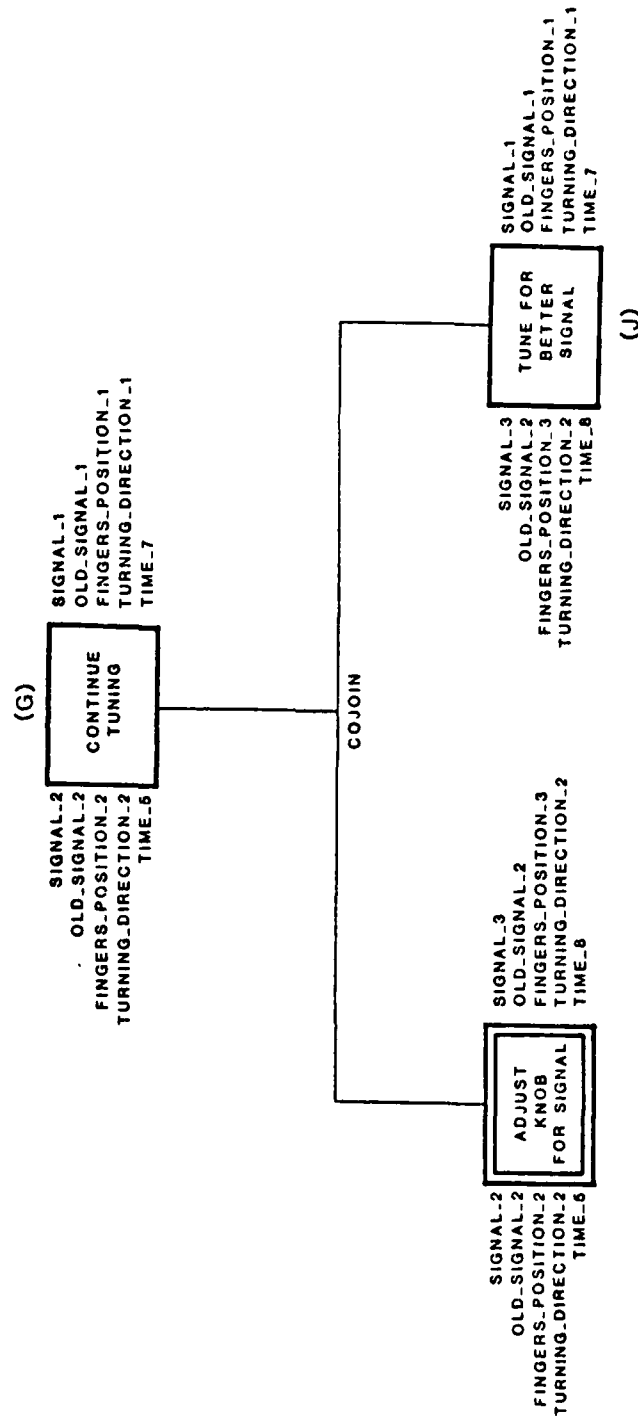 (G)
SIGNAL_2
OLD_SIGNAL_2
FINGERS_POSITION_2
TURNING_DIRECTION_2
TIME_5
CONTINUE
TUNING
SIGNAL_1
OLD_SIGNAL_1
FINGERS_POSITION_1
TURNING_DIRECTION_1
TIME_7
COJOIN
SIGNAL_2
OLD_SIGNAL_2
FINGERS_POSITION_2
TURNING_DIRECTION_2
TIME_5
ADJUST
KNOB
FOR SIGNAL
SIGNAL_3
OLD_SIGNAL_2
FINGERS_POSITION_3
TURNING_DIRECTION_2
TIME_6
SIGNAL_3
OLD_SIGNAL_2
FINGERS_POSITION_3
TURNING_DIRECTION_2
TIME_6
TUNE FOR
BETTER
SIGNAL
SIGNAL_1
OLD_SIGNAL_1
FINGERS_POSITION_1
TURNING_DIRECTION_1
TIME_7
(J)